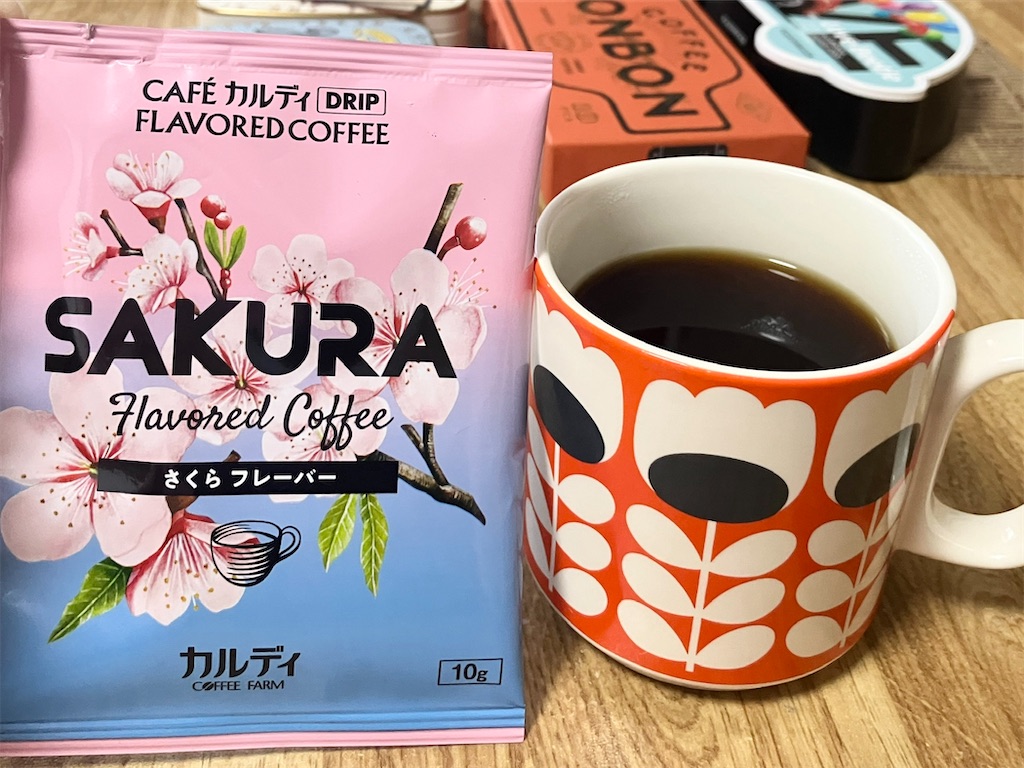 CAFÉ カルディ DRIP
FLAVORED COFFEE
SAKURA
Flavored Coffee
さくら フレーバー
カルディ
COFFEE FARM
10g
COFFEE